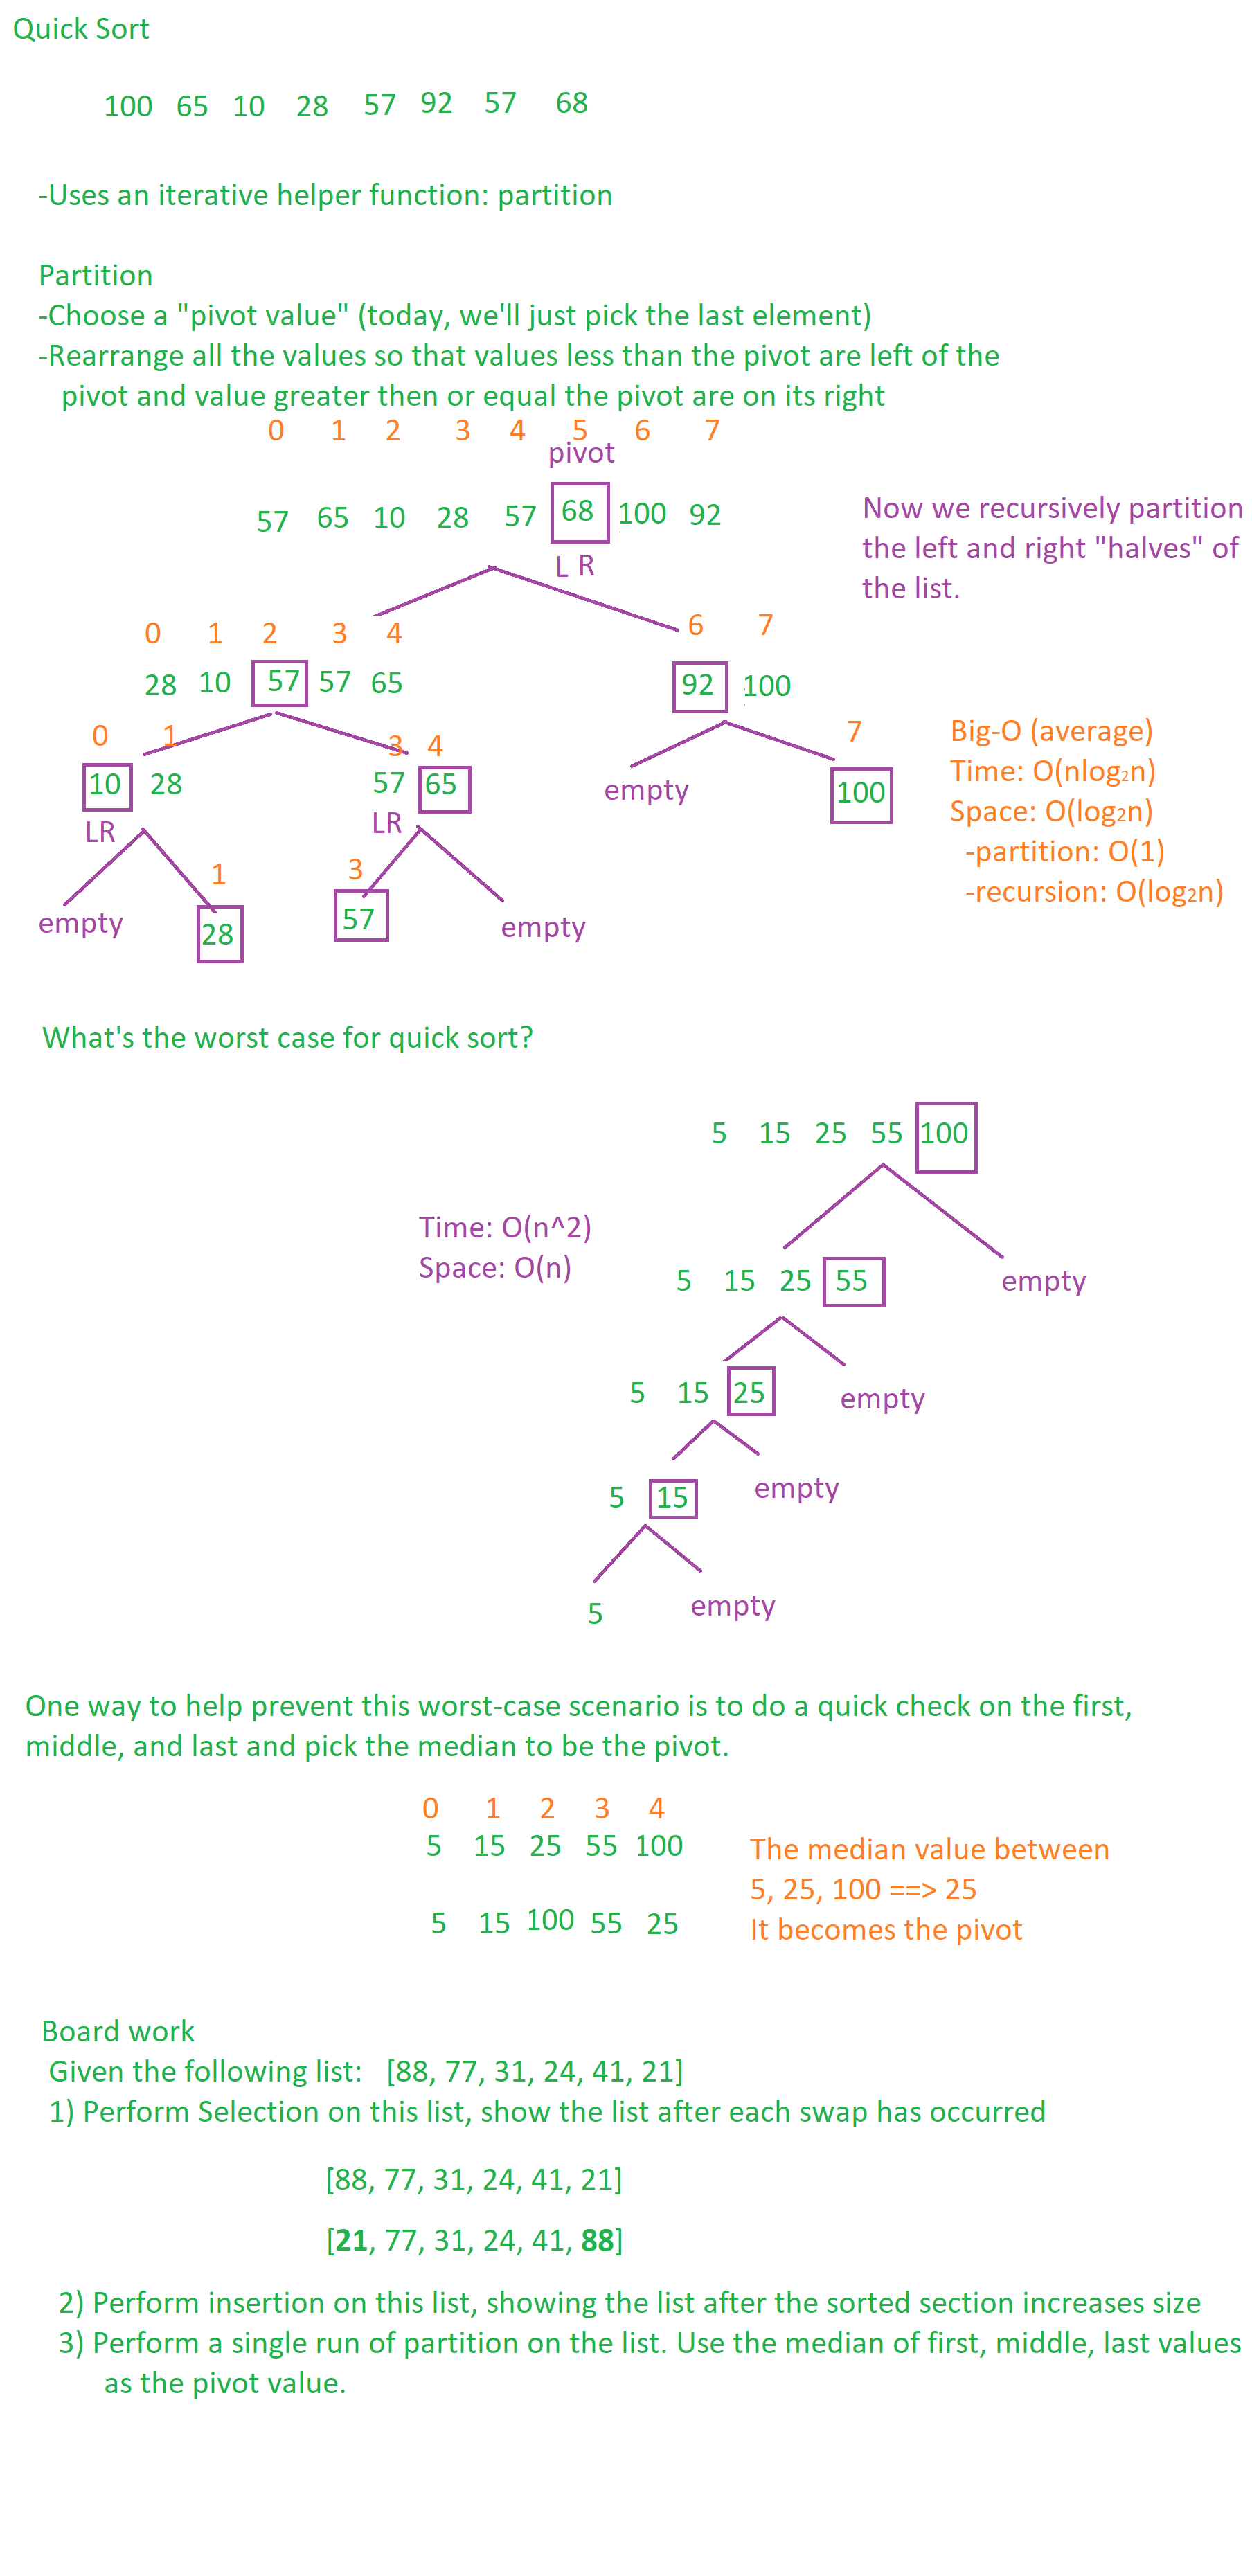 Quick Sort
100 65 10 28 57 92 57 68
-Uses an iterative helper function: partition
Partition
-Choose a "pivot value" (today, we'll just pick the last element)
-Rearrange all the values so that values less than the pivot are left of the
pivot and value greater then or equal the pivot are on its right
0 1 2 3 4 5 6 7
pivot
57 65 10 28 57 68 100 92
L R
Now we recursively partition
the left and right "halves" of
the list.
0 1 2 3 4
6 7
28 10 57 57 65
92 100
0 1
3 4
7
10 28
57 65
empty
100
LR
LR
1
3
empty
28
57
empty
Big-O (average)
Time: O(nlog2n)
Space: O(log2n)
-partition: O(1)
-recursion: O(log2n)
What's the worst case for quick sort?
5 15 25 55 100
Time: O(n^2)
Space: O(n)
5 15 25 55
empty
5 15 25
empty
5 15
empty
5
empty
One way to help prevent this worst-case scenario is to do a quick check on the first,
middle, and last and pick the median to be the pivot.
0 1 2 3 4
5 15 25 55 100
5 15 100 55 25
The median value between
5, 25, 100 ==> 25
It becomes the pivot
Board work
Given the following list: [88, 77, 31, 24, 41, 21]
1) Perform Selection on this list, show the list after each swap has occurred
[88, 77, 31, 24, 41, 21]
[21, 77, 31, 24, 41, 88]
2) Perform insertion on this list, showing the list after the sorted section increases size
3) Perform a single run of partition on the list. Use the median of first, middle, last values
as the pivot value.